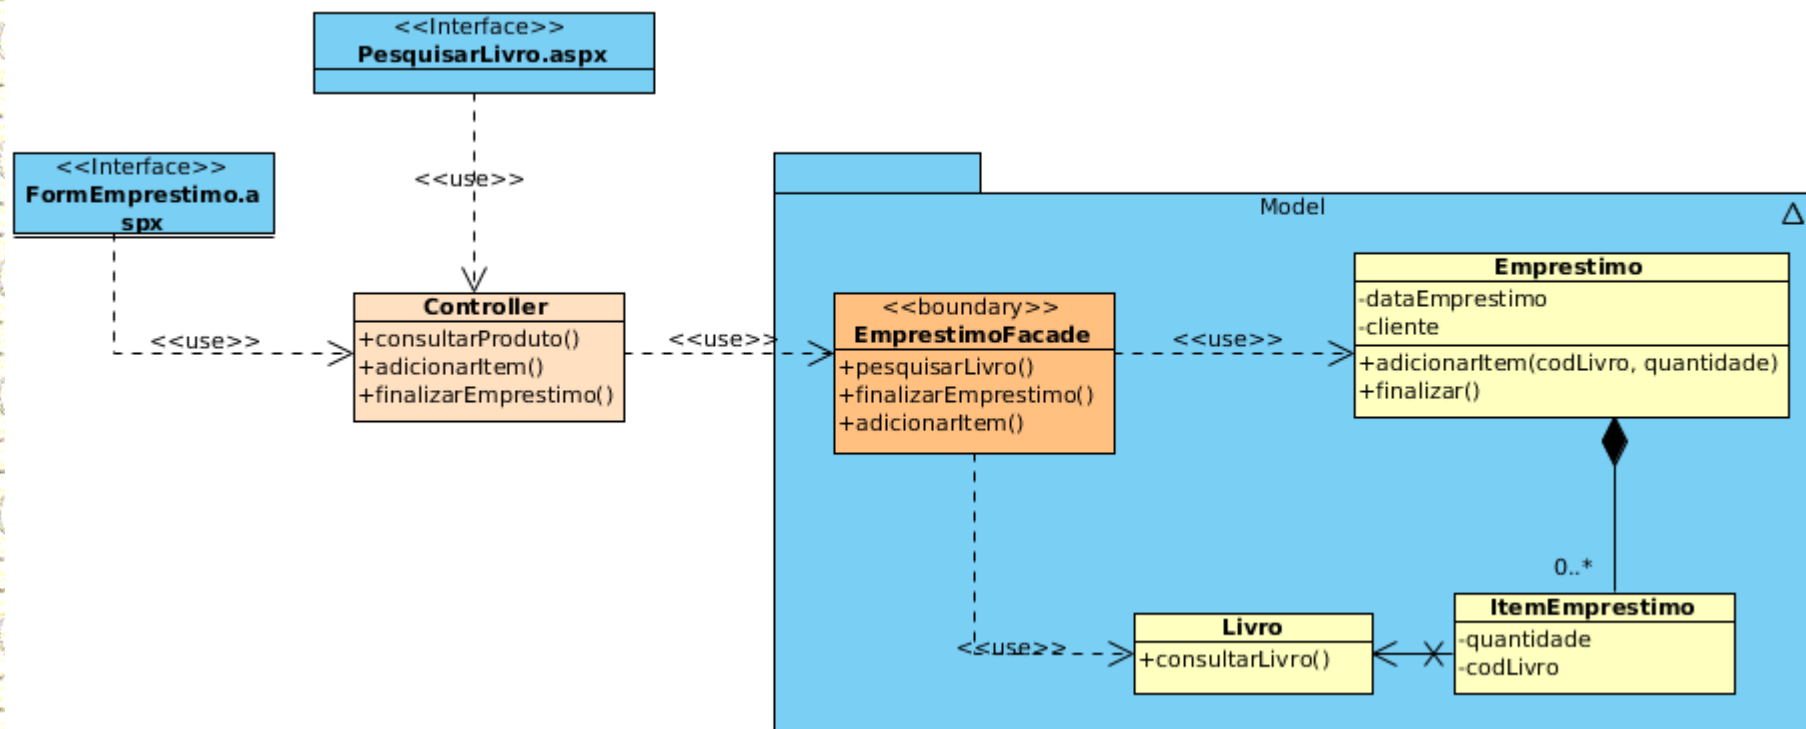 <<Interface>>
PesquisarLivro.aspx
<<use>>
<<Interface>>
FormEmprestimo.a
spx
<<use>>
Controller
+consultarProduto()
+adicionarItem()
+finalizarEmprestimo()
<<use>>
Model
<<boundary>>
EmprestimoFacade
+pesquisarLivro()
+finalizarEmprestimo()
+adicionarItem()
<<use>>
Emprestimo
-dataEmprestimo
-cliente
+adicionarItem(codLivro, quantidade)
+finalizar()
0..*
<<use>>
Livro
+consultarLivro()
ItemEmprestimo
-quantidade
-codLivro